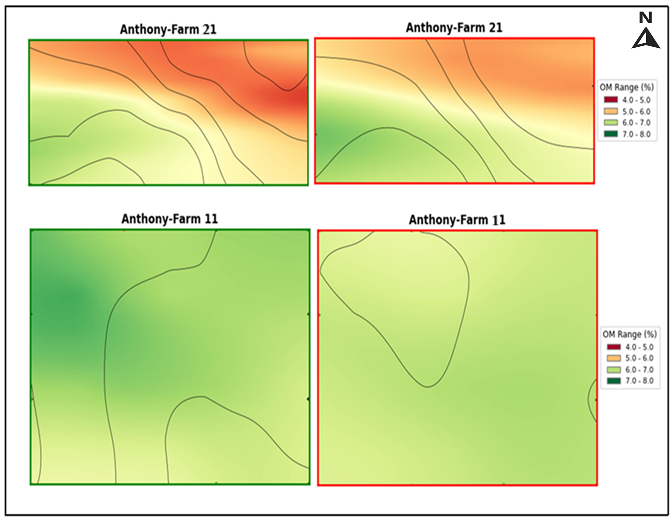 N
Anthony-Farm 21
Anthony-Farm 21
OM Range (%)
4.0 - 5.0
5.0 - 6.0
6.0 - 7.0
7.0 - 8.0
Anthony-Farm 11
Anthony-Farm 11
OM Range (%)
4.0 - 5.0
5.0 - 6.0
6.0 - 7.0
7.0 - 8.0